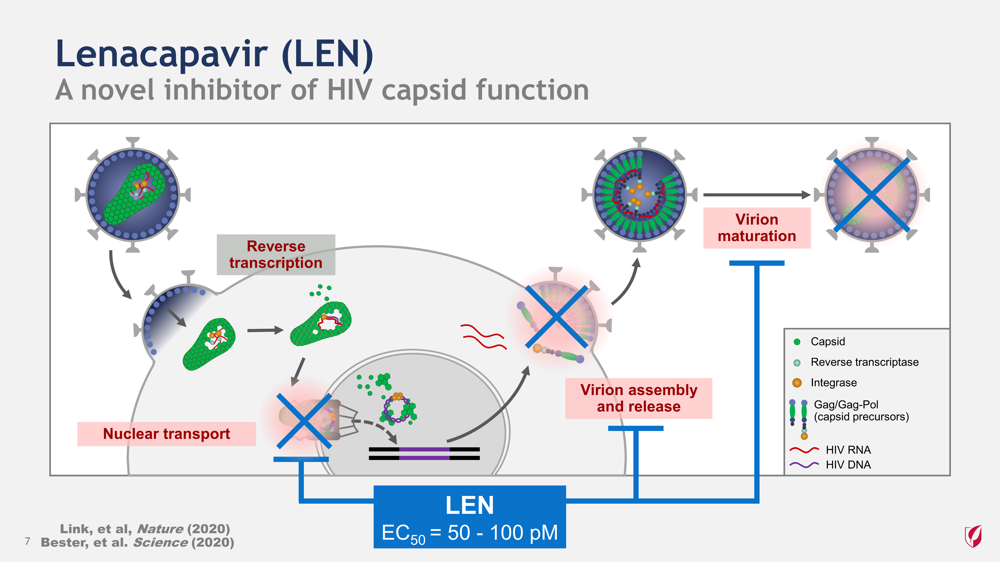 Lenacapavir (LEN)
A novel inhibitor of HIV capsid function
Reverse
transcription
Virion
maturation
Nuclear transport
Virion assembly
and release
Capsid
Reverse transcriptase
Integrase
Gag/Gag-Pol
(capsid precursors)
HIV RNA
HIV DNA
LEN
EC50 = 50 - 100 pM
Link, et al, Nature (2020)
7 Bester, et al. Science (2020)